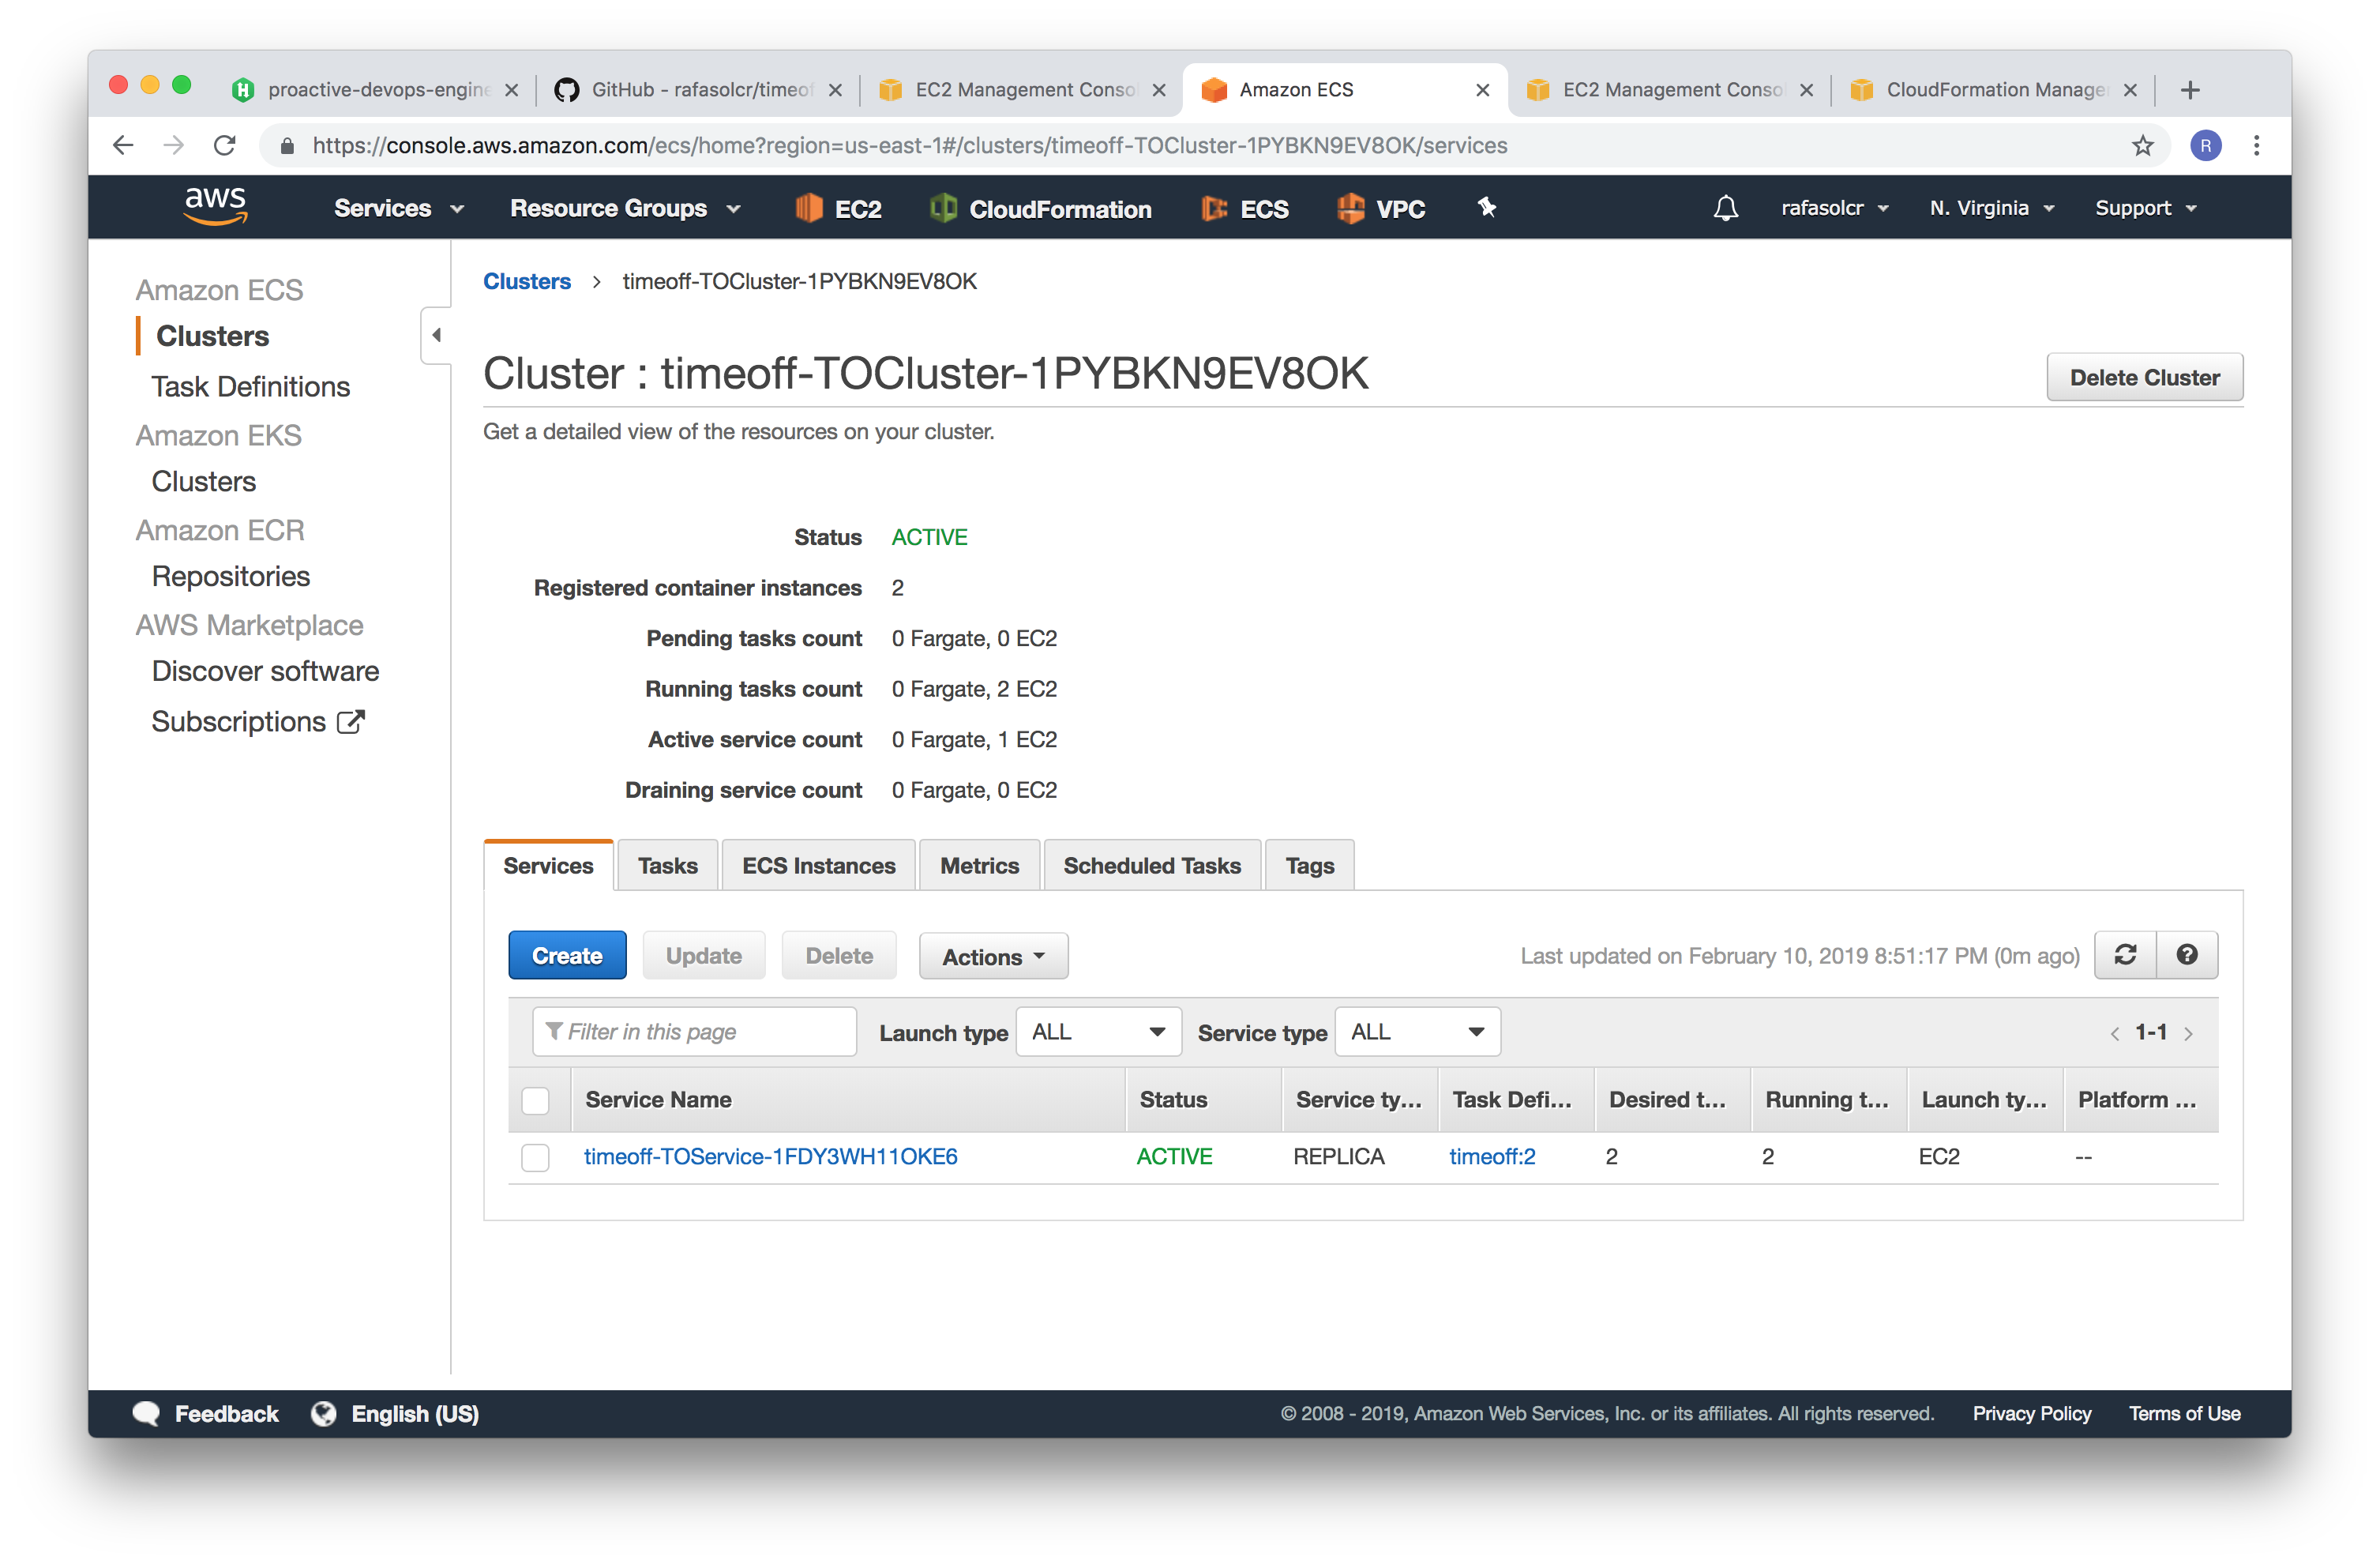 proactive-devops-engine
GitHub - rafasolcr/timeof
EC2 Management Consol
Amazon ECS
EC2 Management Consol
CloudFormation Manage
https://console.aws.amazon.com/ecs/home?region=us-east-1#/clusters/timeoff-TOCluster-1PYBKN9EV8OK/services
R
aws
Services
Resource Groups
EC2
CloudFormation
ECS
VPC
rafasolcr
N. Virginia
Support
Amazon ECS
Clusters
Task Definitions
Amazon EKS
Clusters
Amazon ECR
Repositories
AWS Marketplace
Discover software
Subscriptions
Clusters > timeoff-TOCluster-1PYBKN9EV8OK
Cluster : timeoff-TOCluster-1PYBKN9EV8OK
Delete Cluster
Get a detailed view of the resources on your cluster.
Status ACTIVE
Registered container instances 2
Pending tasks count 0 Fargate, 0 EC2
Running tasks count 0 Fargate, 2 EC2
Active service count 0 Fargate, 1 EC2
Draining service count 0 Fargate, 0 EC2
Services Tasks ECS Instances Metrics Scheduled Tasks Tags
Create Update Delete Actions
Last updated on February 10, 2019 8:51:17 PM (0m ago)
Filter in this page Launch type ALL Service type ALL < 1-1 >
Service Name Status Service ty... Task Defi... Desired t... Running t... Launch ty... Platform ...
timeoff-TOService-1FDY3WH11OKE6 ACTIVE REPLICA timeoff:2 2 2 EC2 --
Feedback English (US)
© 2008 - 2019, Amazon Web Services, Inc. or its affiliates. All rights reserved. Privacy Policy Terms of Use